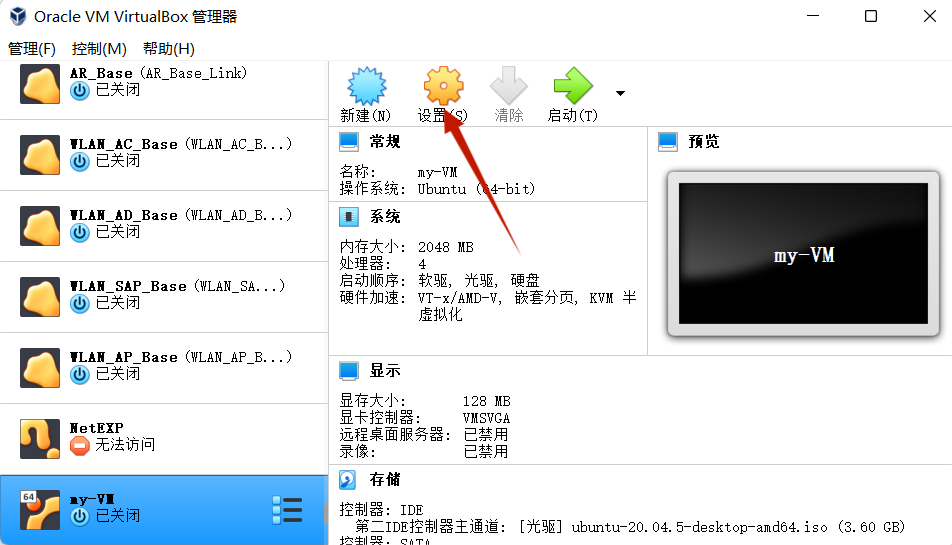 Oracle VM VirtualBox 管理器
管理(F) 控制(M) 帮助(H)
AR_Base (AR_Base_Link)
已关闭
WLAN_AC_Base (WLAN_AC_B...)
已关闭
WLAN_AD_Base (WLAN_AD_B...)
已关闭
WLAN_SAP_Base (WLAN_SA...)
已关闭
WLAN_AP_Base (WLAN_AP_B...)
已关闭
NetEXP
无法访问
64
my-VM
已关闭
新建(N) 设置(S) 清除 启动(T)
常规
名称: my-VM
操作系统: Ubuntu (64-bit)
系统
内存大小: 2048 MB
处理器: 4
启动顺序: 软驱, 光驱, 硬盘
硬件加速: VT-x/AMD-V, 嵌套分页, KVM 半
虚拟化
预览
my-VM
显示
显存大小: 128 MB
显卡控制器: VMSVGA
远程桌面服务器: 已禁用
录像: 已禁用
存储
控制器: IDE
第二IDE控制器主通道: [光驱] ubuntu-20.04.5-desktop-amd64.iso (3.60 GB)
控制器: SATA